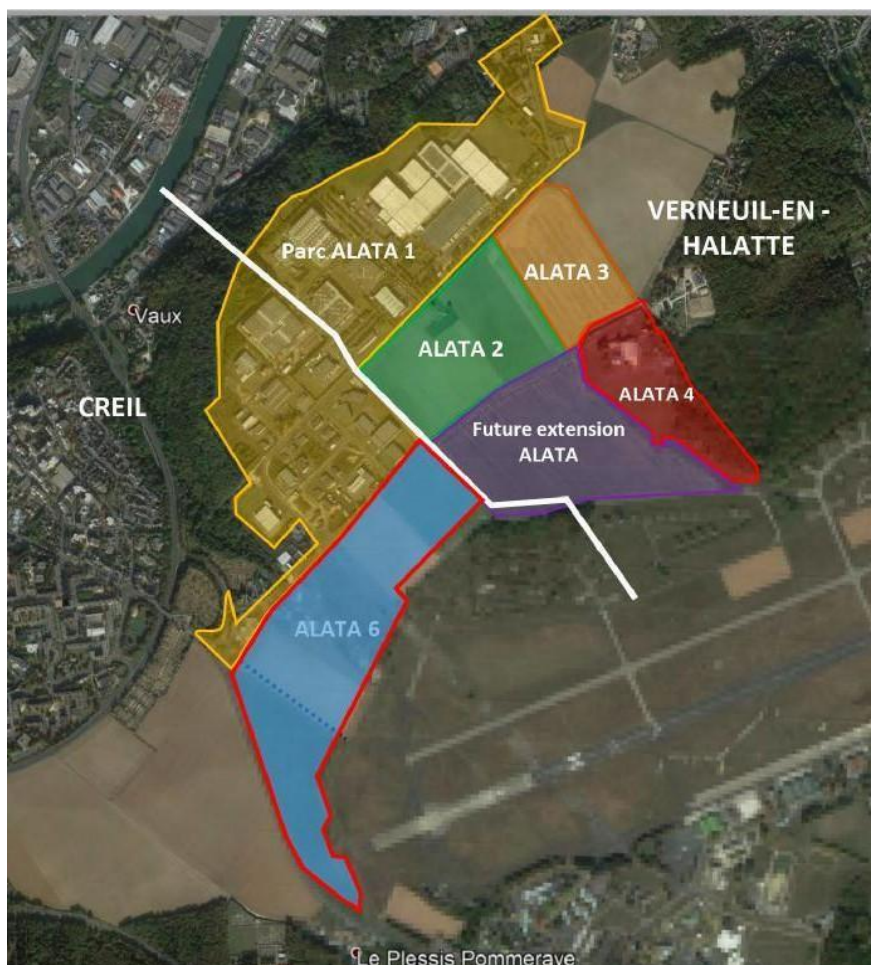 VERNEUIL-EN -
HALATTE
Parc ALATA 1
ALATA 3
Vaux
ALATA 2
CREIL
ALATA 4
Future extension
ALATA
ALATA 6
Le Plessis Pommeraye